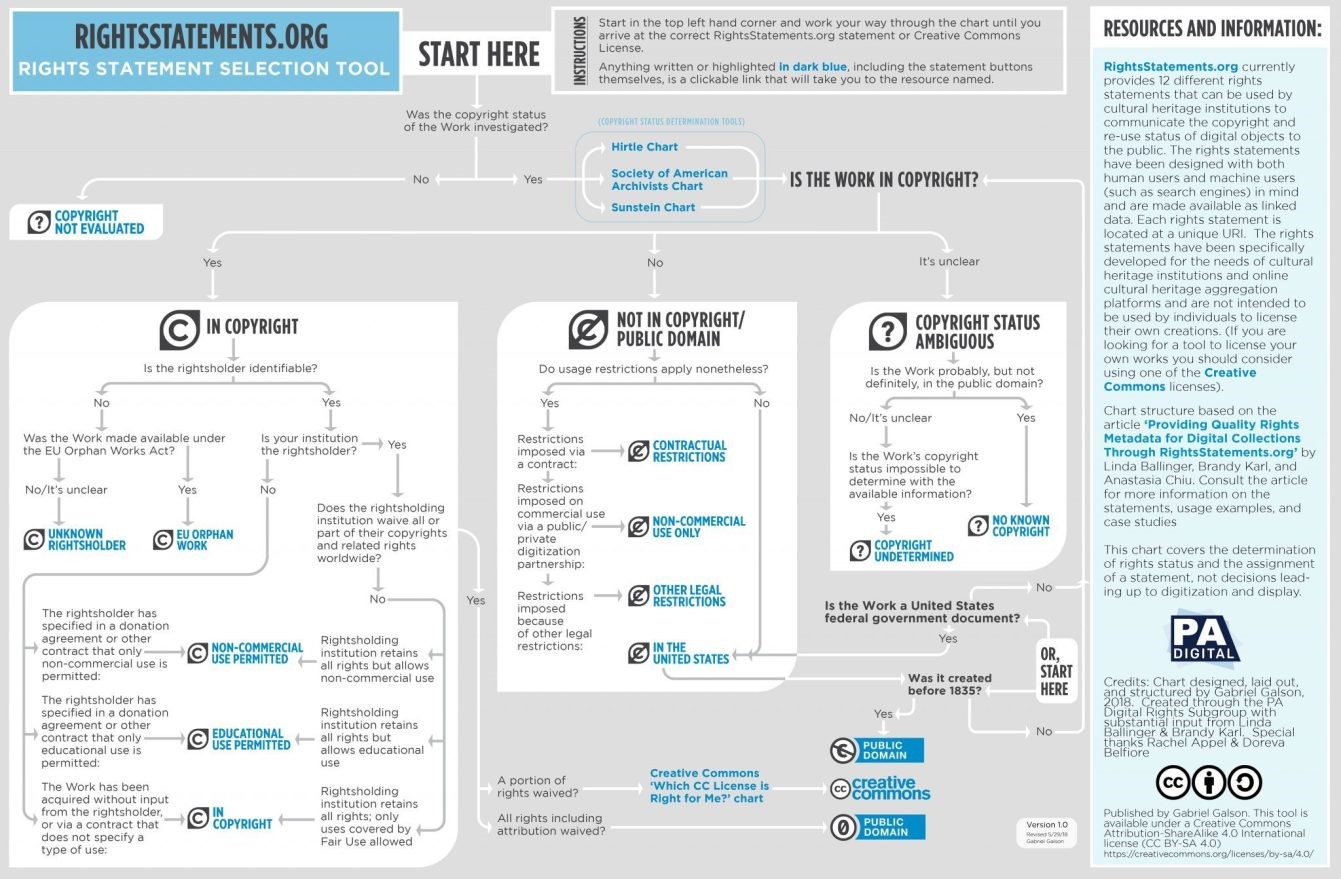 RIGHTSSTATEMENTS.ORG
RIGHTS STATEMENT SELECTION TOOL
START HERE
INSTRUCTIONS
Start in the top left hand corner and work your way through the chart until you
arrive at the correct RightsStatements.org statement or Creative Commons
License.
Anything written or highlighted in dark blue, including the statement buttons
themselves, is a clickable link that will take you to the resource named.
Was the copyright status
of the Work investigated?
No
Yes
COPYRIGHT
NOT EVALUATED
(COPYRIGHT STATUS DETERMINATION TOOLS)
Hirtle Chart
Society of American
Archivists Chart
Sunstein Chart
IS THE WORK IN COPYRIGHT?
Yes
No
It's unclear
IN COPYRIGHT
Is the rightsholder identifiable?
No
Yes
Was the Work made available under
the EU Orphan Works Act?
No/It's unclear
Yes
UNKNOWN
RIGHTSHOLDER
EU ORPHAN
WORK
Is your institution
the rightsholder?
Yes
No
Does the rightsholding
institution waive all or
part of their copyrights
and related rights
worldwide?
No
Yes
The rightsholder has
specified in a donation
agreement or other
contract that only
non-commercial use is
permitted:
NON-COMMERCIAL
USE PERMITTED
Rightsholding
institution retains
all rights but allows
non-commercial use
The rightsholder has
specified in a donation
agreement or other
contract that only
educational use is
permitted:
EDUCATIONAL
USE PERMITTED
Rightsholding
institution retains
all rights but
allows educational
use
The Work has been
acquired without input
from the rightsholder,
or via a contract that
does not specify a
type of use:
IN
COPYRIGHT
Rightsholding
institution retains
all rights; only
uses covered by
Fair Use allowed
NOT IN COPYRIGHT/
PUBLIC DOMAIN
Do usage restrictions apply nonetheless?
Yes
No
Restrictions
imposed via
a contract:
CONTRACTUAL
RESTRICTIONS
Restrictions
imposed on
commercial use
via a public/
private
digitization
partnership:
NON-COMMERCIAL
USE ONLY
Restrictions
imposed
because
of other legal
restrictions:
OTHER LEGAL
RESTRICTIONS
IN THE
UNITED STATES
COPYRIGHT STATUS
AMBIGUOUS
Is the Work probably, but not
definitely, in the public domain?
No/It's unclear
Yes
Is the Work's copyright
status impossible to
determine with the
available information?
Yes
COPYRIGHT
UNDETERMINED
NO KNOWN
COPYRIGHT
Is the Work a United States
federal government document?
No
Yes
OR,
START
HERE
Was it created
before 1835?
Yes
No
PUBLIC
DOMAIN
A portion of
rights waived?
Creative Commons
'Which CC License is
Right for Me?' chart
cc creative
commons
All rights including
attribution waived?
0 PUBLIC
DOMAIN
Version 1.0
Revised 5/29/18
Gabriel Galson
RESOURCES AND INFORMATION:
RightsStatements.org currently
provides 12 different rights
statements that can be used by
cultural heritage institutions to
communicate the copyright and
re-use status of digital objects to
the public. The rights statements
have been designed with both
human users and machine users
(such as search engines) in mind
and are made available as linked
data. Each rights statement is
located at a unique URI. The rights
statements have been specifically
developed for the needs of cultural
heritage institutions and online
cultural heritage aggregation
platforms and are not intended to
be used by individuals to license
their own creations. (If you are
looking for a tool to license your
own works you should consider
using one of the Creative
Commons licenses).
Chart structure based on the
article 'Providing Quality Rights
Metadata for Digital Collections
Through RightsStatements.org' by
Linda Ballinger, Brandy Karl, and
Anastasia Chiu. Consult the article
for more information on the
statements, usage examples, and
case studies
This chart covers the determination
of rights status and the assignment
of a statement, not decisions lead-
ing up to digitization and display.
PA
DIGITAL
Credits: Chart designed, laid out,
and structured by Gabriel Galson,
2018. Created through the PA
Digital Rights Subgroup with
substantial input from Linda
Ballinger & Brandy Karl. Special
thanks Rachel Appel & Doreva
Belfiore
cc
Published by Gabriel Galson. This tool is
available under a Creative Commons
Attribution-ShareAlike 4.0 International
license (CC BY-SA 4.0)
https://creativecommons.org/licenses/by-sa/4.0/